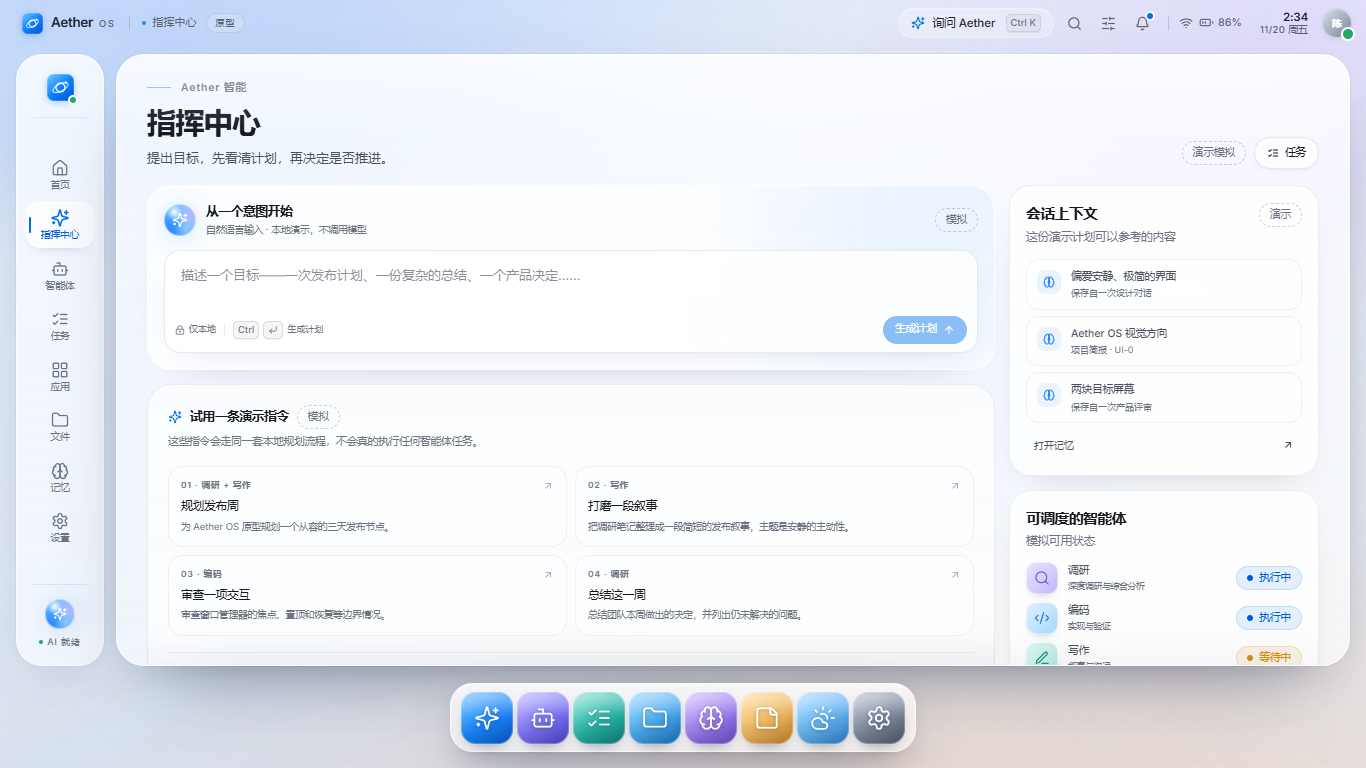 Aether OS
指挥中心
原型
询问 Aether
Ctrl K
86%
2:34
11/20 周五
陈
首页
指挥中心
智能体
任务
应用
文件
记忆
设置
AI 就绪
Aether 智能
指挥中心
提出目标，先看清计划，再决定是否推进。
演示模拟
任务
从一个意图开始
自然语言输入 · 本地演示，不调用模型
模拟
描述一个目标——一次发布计划、一份复杂的总结、一个产品决定……
仅本地
Ctrl
生成计划
生成计划
试用一条演示指令
模拟
这些指令会走同一套本地规划流程，不会真的执行任何智能体任务。
01 · 调研 + 写作
规划发布周
为 Aether OS 原型规划一个从容的三天发布节点。
02 · 写作
打磨一段叙事
把调研笔记整理成一段简短的发布叙事，主题是安静的主动性。
03 · 编码
审查一项交互
审查窗口管理器的焦点、置顶和恢复等边界情况。
04 · 调研
总结这一周
总结团队本周做出的决定，并列出仍未解决的问题。
会话上下文
演示
这份演示计划可以参考的内容
偏爱安静、极简的界面
保存自一次设计对话
Aether OS 视觉方向
项目简报 · UI-0
两块目标屏幕
保存自一次产品评审
打开记忆
可调度的智能体
模拟可用状态
调研
深度调研与综合分析
执行中
编码
实现与验证
执行中
写作
等待中